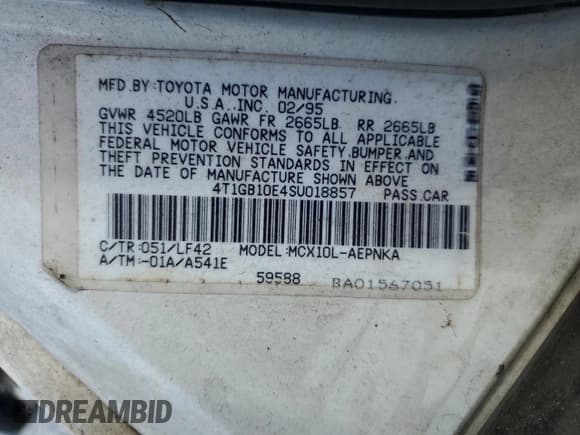 MFD.BY:TOYOTA MOTOR MANUFACTURING.
U.S.A.,INC. 02/95
GVWR 4520LB GAWR FR 2665LB. RR 2665LB
THIS VEHICLE CONFORMS TO ALL APPLICABLE
FEDERAL MOTOR VEHICLE SAFETY,BUMPER AND
THEFT PREVENTION STANDARDS IN EFFECT ON
THE DATE OF MANUFACTURE SHOWN ABOVE
4T1GB10E4SU018857 PASS.CAR
C/TR:051/LF42 MODEL:MCX10L-AEPNKA
A/TM:-01A/A541E
59588 BA01567051
DREAMBID